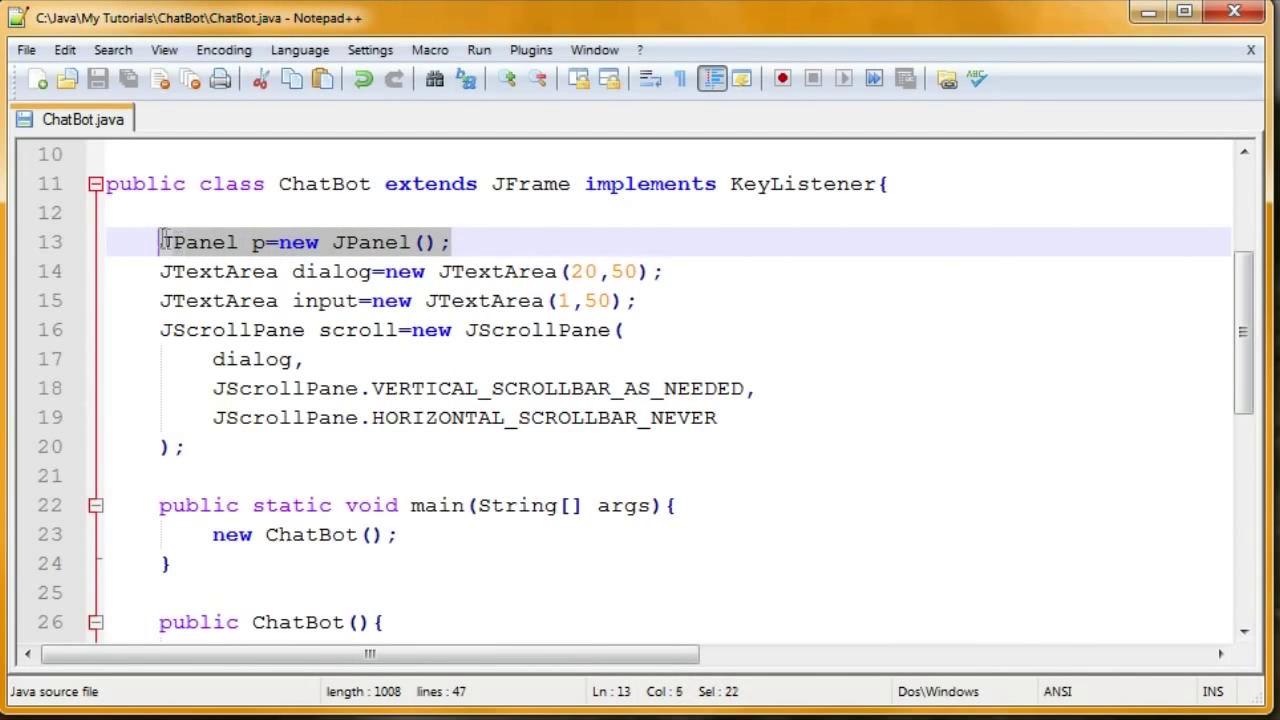 C:\Java\My Tutorials\ChatBot\ChatBot.java - Notepad++
File Edit Search View Encoding Language Settings Macro Run Plugins Window ? X
ABC
ChatBot.java
10
11 public class ChatBot extends JFrame implements KeyListener{
12
13 JPanel p=new JPanel();
14 JTextArea dialog=new JTextArea(20,50);
15 JTextArea input=new JTextArea(1,50);
16 JScrollPane scroll=new JScrollPane(
17 dialog,
18 JScrollPane.VERTICAL_SCROLLBAR_AS_NEEDED,
19 JScrollPane.HORIZONTAL_SCROLLBAR_NEVER
20 );
21
22 public static void main(String[] args){
23 new ChatBot();
24 }
25
26 public ChatBot(){
Java source file length : 1008 lines : 47 Ln : 13 Col : 5 Sel : 22 Dos\Windows ANSI INS